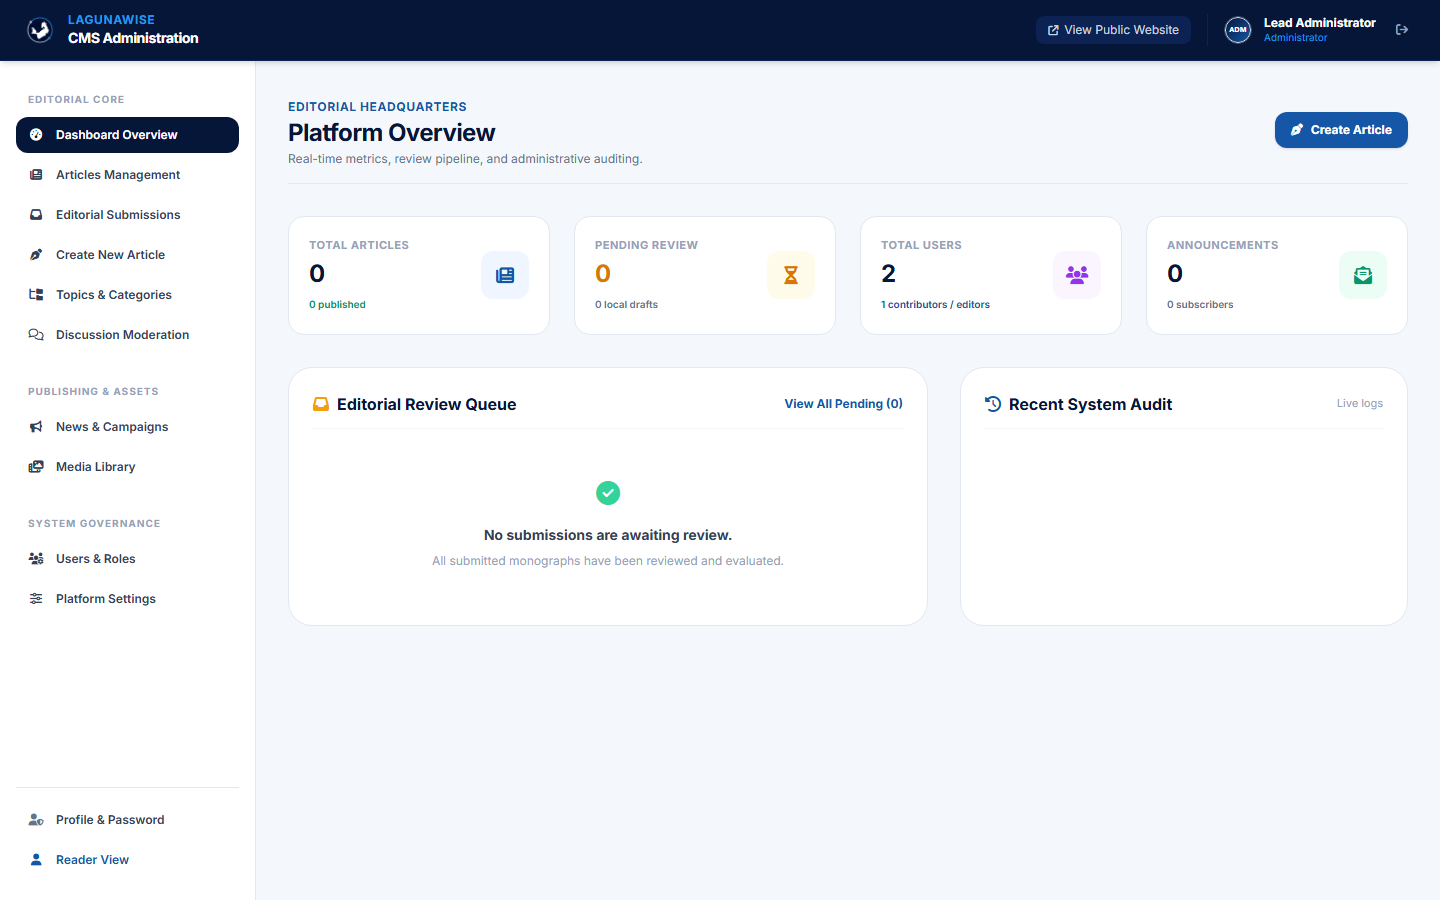 LAGUNAWISE
CMS Administration
View Public Website
ADM
Lead Administrator
Administrator
EDITORIAL CORE
Dashboard Overview
Articles Management
Editorial Submissions
Create New Article
Topics & Categories
Discussion Moderation
PUBLISHING & ASSETS
News & Campaigns
Media Library
SYSTEM GOVERNANCE
Users & Roles
Platform Settings
Profile & Password
Reader View
EDITORIAL HEADQUARTERS
Platform Overview
Real-time metrics, review pipeline, and administrative auditing.
Create Article
TOTAL ARTICLES
0
0 published
PENDING REVIEW
0
0 local drafts
TOTAL USERS
2
1 contributors / editors
ANNOUNCEMENTS
0
0 subscribers
Editorial Review Queue
View All Pending (0)
No submissions are awaiting review.
All submitted monographs have been reviewed and evaluated.
Recent System Audit
Live logs